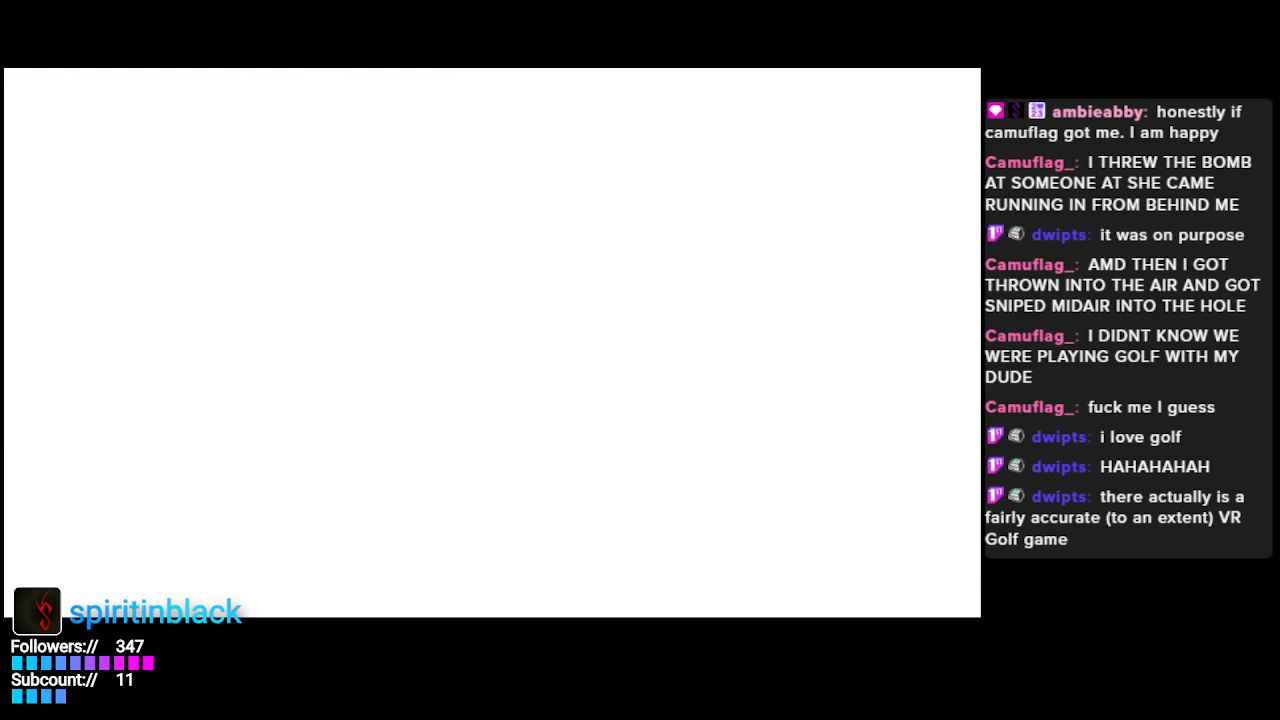 ambieabby: honestly if
camuflag got me. I am happy
Camuflag_: I THREW THE BOMB
AT SOMEONE AT SHE CAME
RUNNING IN FROM BEHIND ME
dwipts: it was on purpose
Camuflag_: AMD THEN I GOT
THROWN INTO THE AIR AND GOT
SNIPED MIDAIR INTO THE HOLE
Camuflag_: I DIDNT KNOW WE
WERE PLAYING GOLF WITH MY
DUDE
Camuflag_: fuck me I guess
dwipts: i love golf
dwipts: HAHAHAHAH
dwipts: there actually is a
fairly accurate (to an extent) VR
Golf game
spiritinblack
Followers:// 347
Subcount:// 11